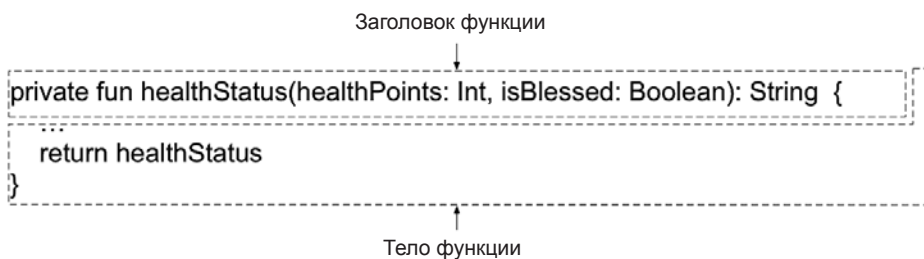 Заголовок функции
private fun healthStatus(healthPoints: Int, isBlessed: Boolean): String {
...
return healthStatus
}
Тело функции